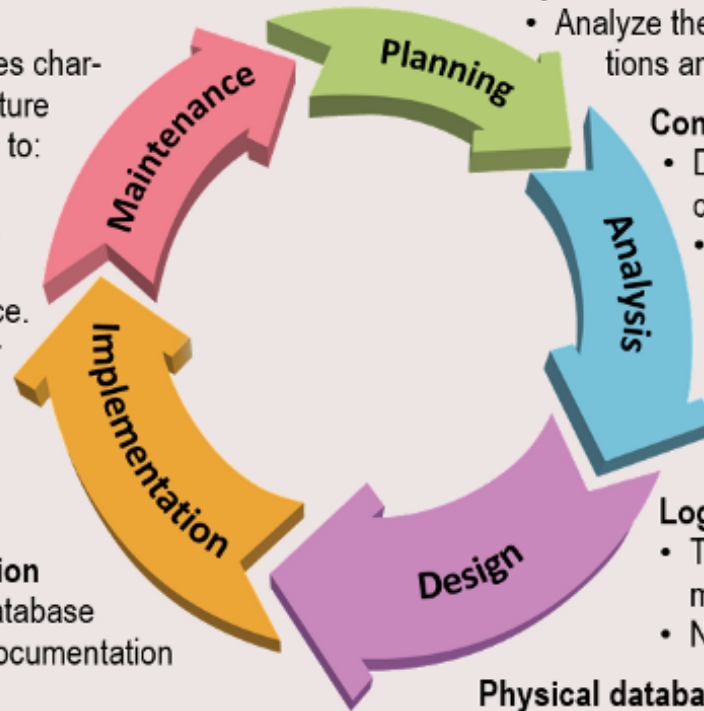 Planning
• Analyze the
tions an
Con
• D
c
•
Analysis
Log
• T
m
• N
Design
Physical databa
Implementation
ion
atabase
ocumentation
Maintenance
es char-
ture
to:
ce.